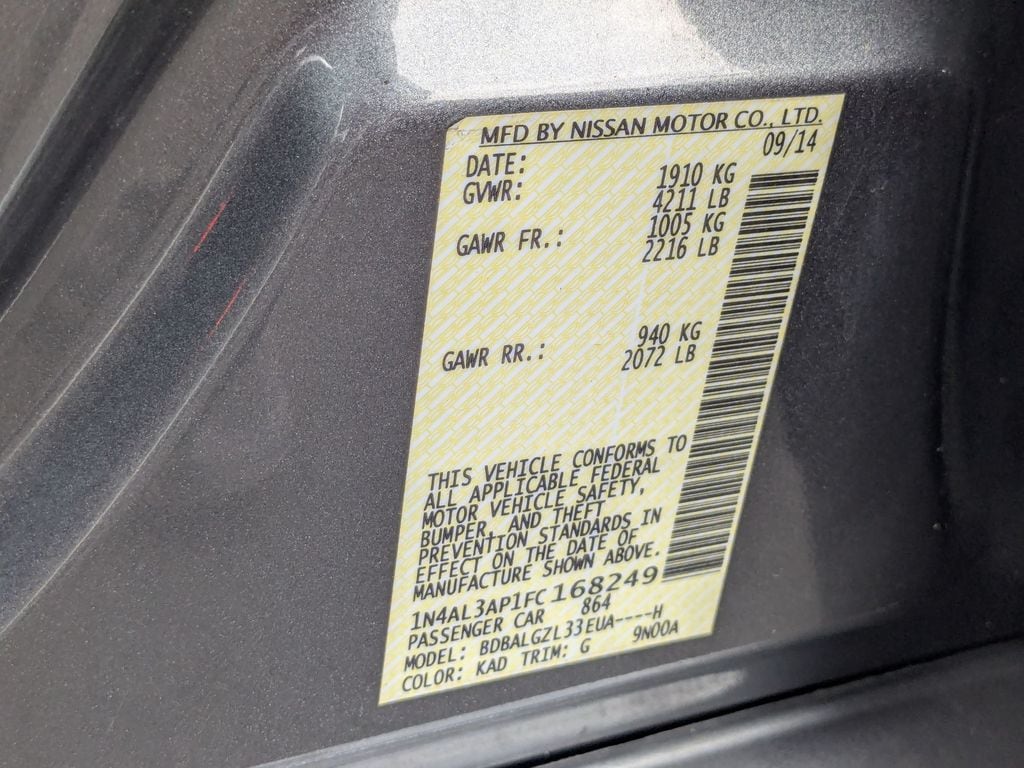 MFD BY NISSAN MOTOR CO., LTD.
DATE: 09/14
GVWR: 1910 KG
4211 LB
GAWR FR.: 1005 KG
2216 LB
GAWR RR.: 940 KG
2072 LB
THIS VEHICLE CONFORMS TO
ALL APPLICABLE FEDERAL
MOTOR VEHICLE SAFETY,
BUMPER, AND THEFT
PREVENTION STANDARDS IN
EFFECT ON THE DATE OF
MANUFACTURE SHOWN ABOVE.
1N4AL3AP1FC168249
PASSENGER CAR 864
MODEL: BDBALGZL33EUA----H
COLOR: KAD TRIM: G 9N00A